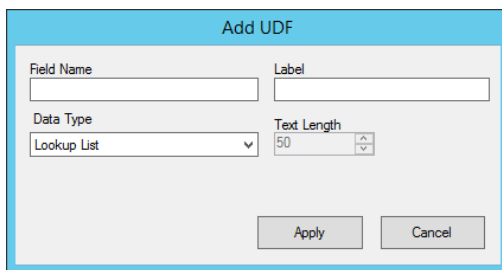 Add UDF
Field Name
Label
Data Type
Text Length
Lookup List
50
Apply
Cancel